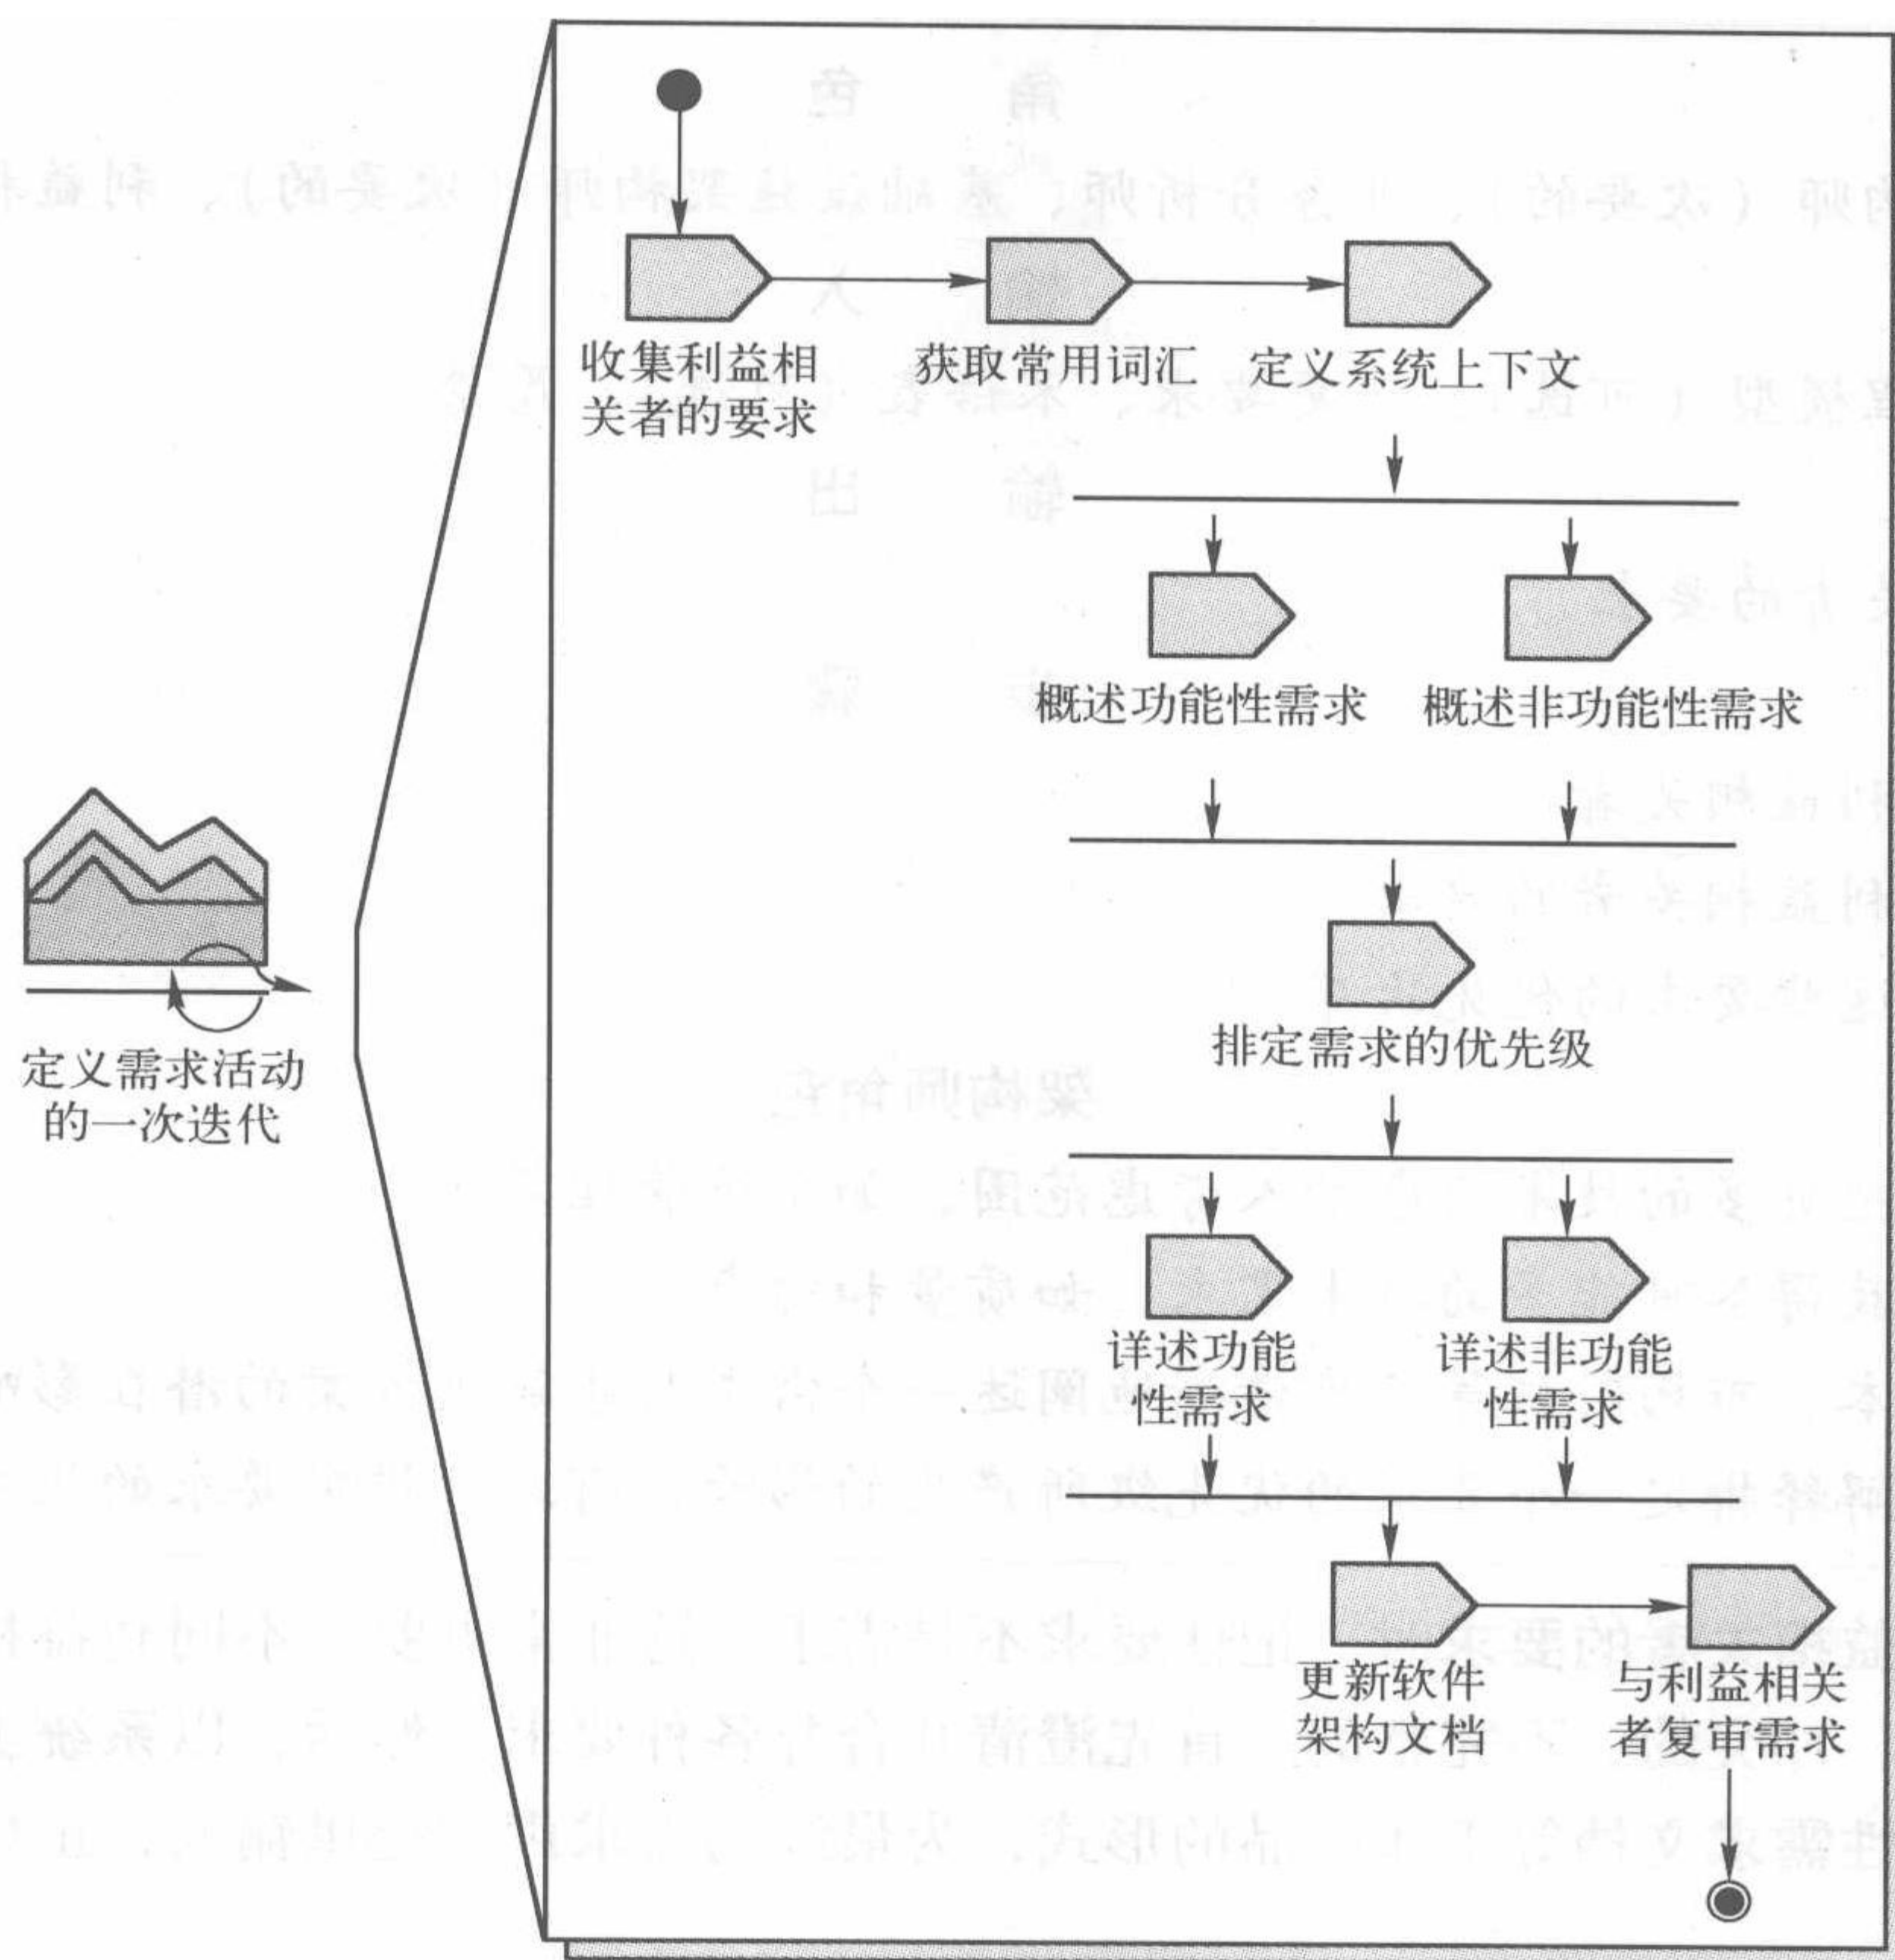 收集利益相
关者的要求
获取常用词汇
定义系统上下文
概述功能性需求
概述非功能性需求
定义需求活动
的一次迭代
排定需求的优先级
详述功能
性需求
详述非功能
性需求
更新软件
架构文档
与利益相关
者复审需求